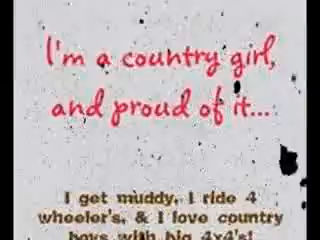 I'm a country girl,
and proud of it...
I get muddy, I ride 4
wheeler's, & I love country
boys with big 4x4's!